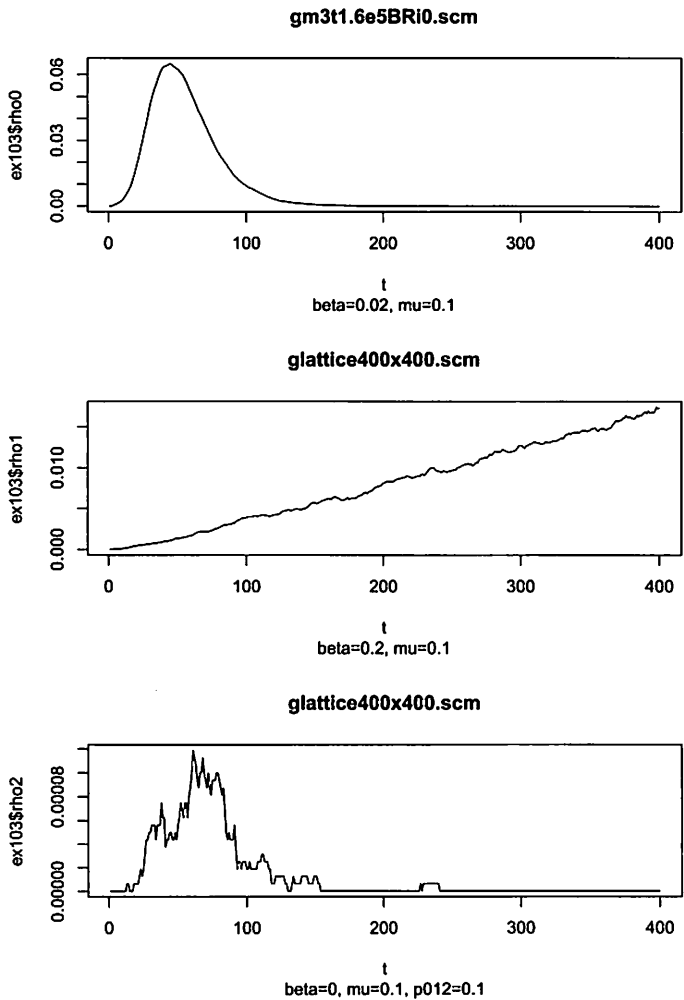 gm3t1.6e5BRi0.scm
ex103$rho0
0.06
0.03
0.00
0 100 200 300 400
t
beta=0.02, mu=0.1
glattice400x400.scm
ex103$rho1
0.010
0.000
0 100 200 300 400
t
beta=0.2, mu=0.1
glattice400x400.scm
ex103$rho2
0.00008
0.00000
0 100 200 300 400
t
beta=0, mu=0.1, p012=0.1